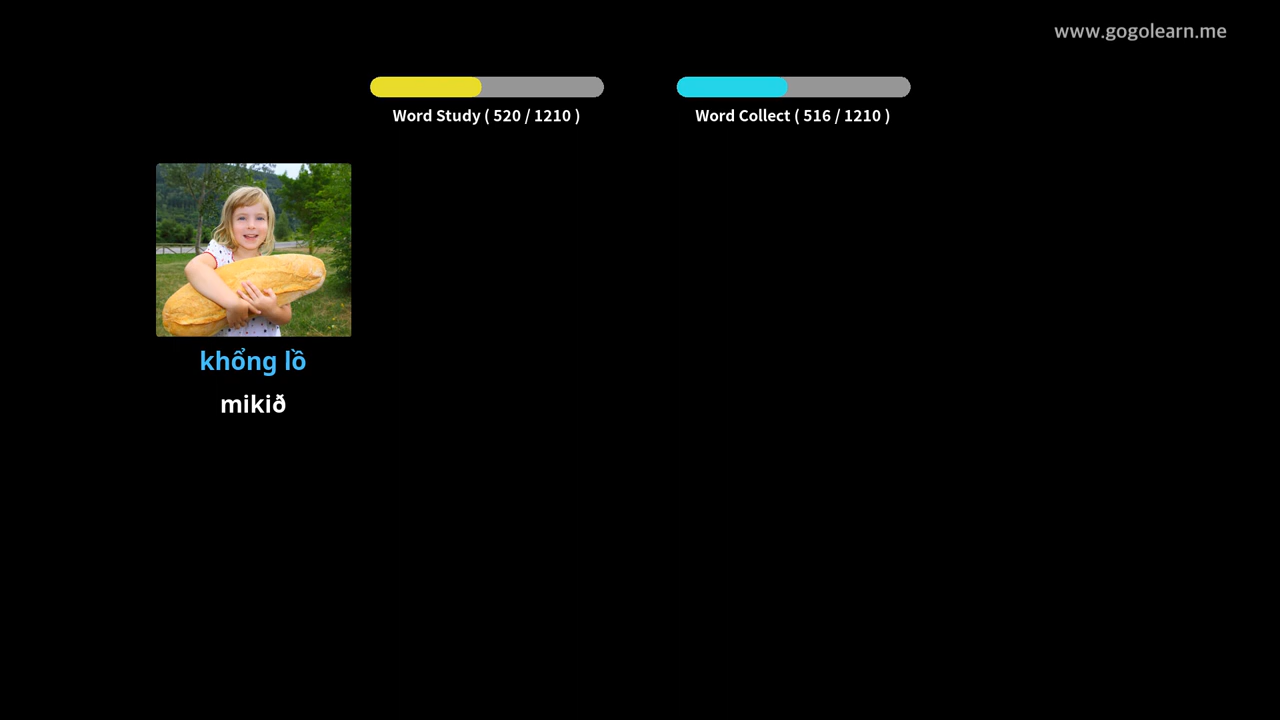 www.gogolearn.me
Word Study ( 520 / 1210 )
Word Collect ( 516 / 1210 )
khổng lồ
mikið